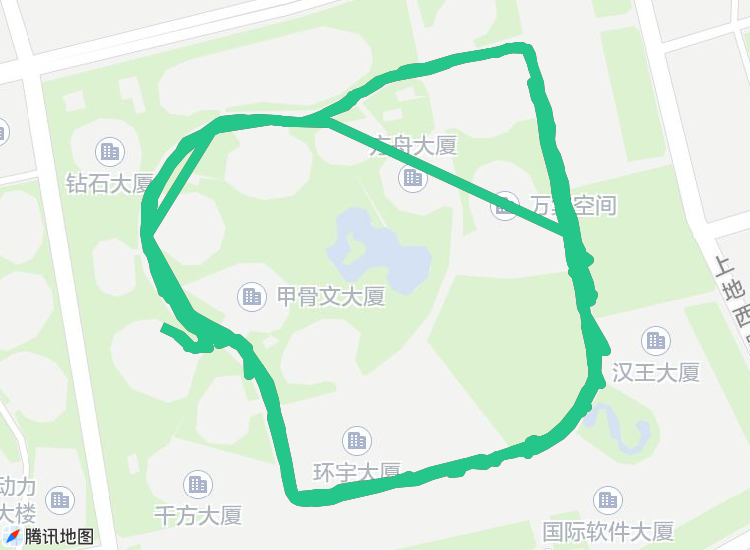 方舟大厦
钻石大厦
万集空间
甲骨文大厦
上地西
汉王大厦
环宇大厦
动力
大楼
千方大厦
国际软件大厦
腾讯地图